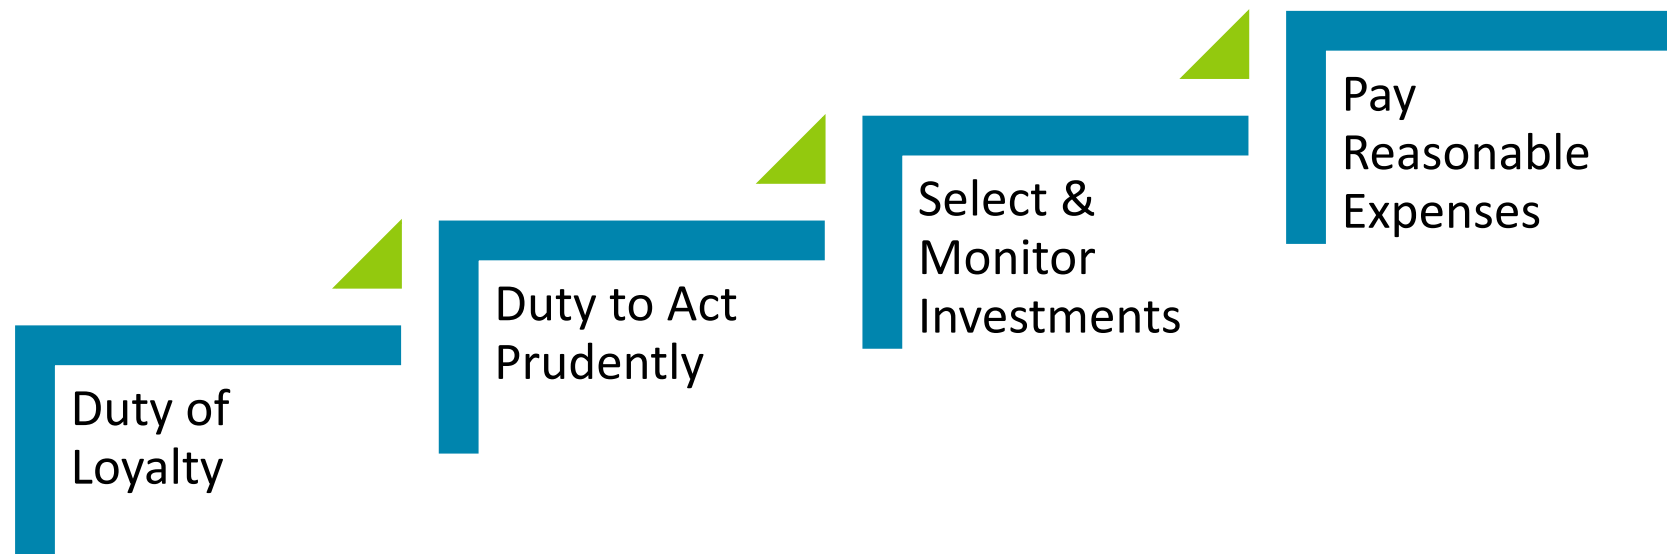 Duty of
Loyalty
Duty to Act
Prudently
Select &
Monitor
Investments
Pay
Reasonable
Expenses